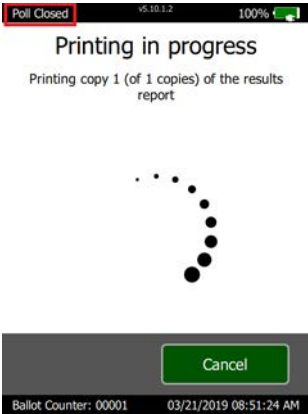 Poll Closed v5.10.1.2 100%
Printing in progress
Printing copy 1 (of 1 copies) of the results
report
Cancel
Ballot Counter: 00001 03/21/2019 08:51:24 AM